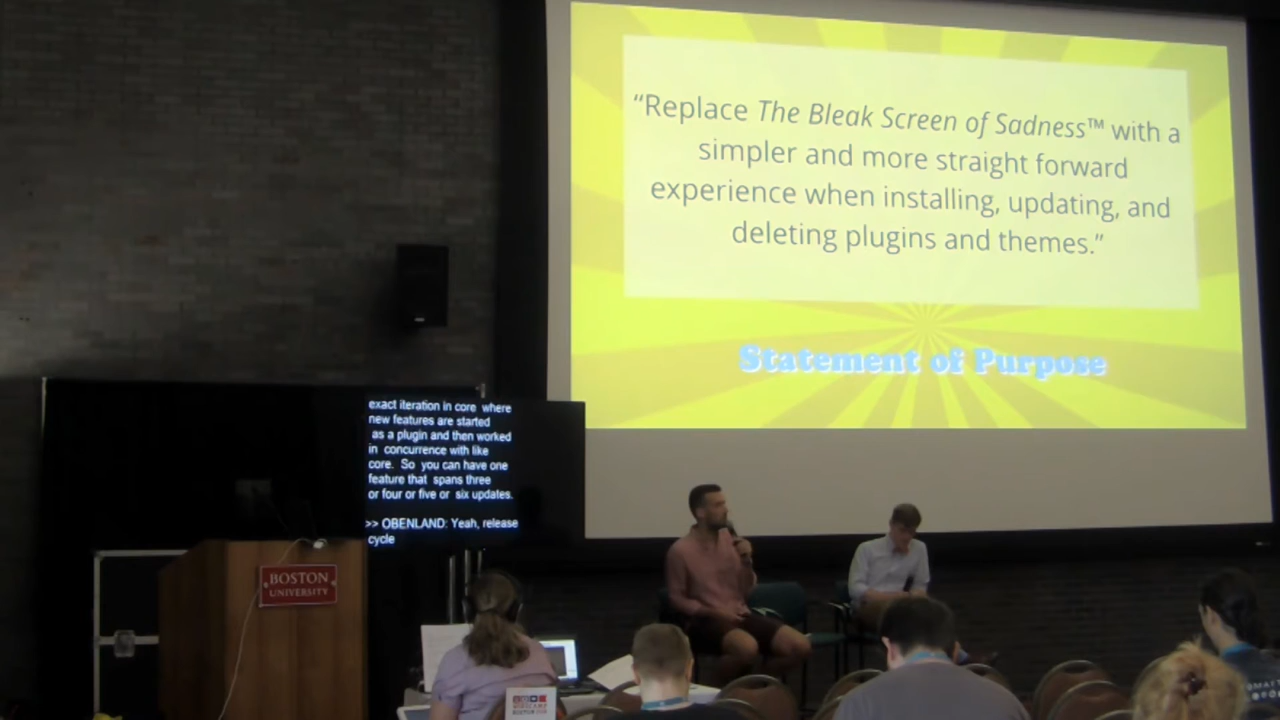 “Replace The Bleak Screen of Sadness™ with a
simpler and more straight forward
experience when installing, updating, and
deleting plugins and themes.”
Statement of Purpose
exact iteration in core where
new features are started
as a plugin and then worked
in concurrence with like
core. So you can have one
feature that spans three
or four or five or six updates.
>> OBENLAND: Yeah, release
cycle
BOSTON
UNIVERSITY